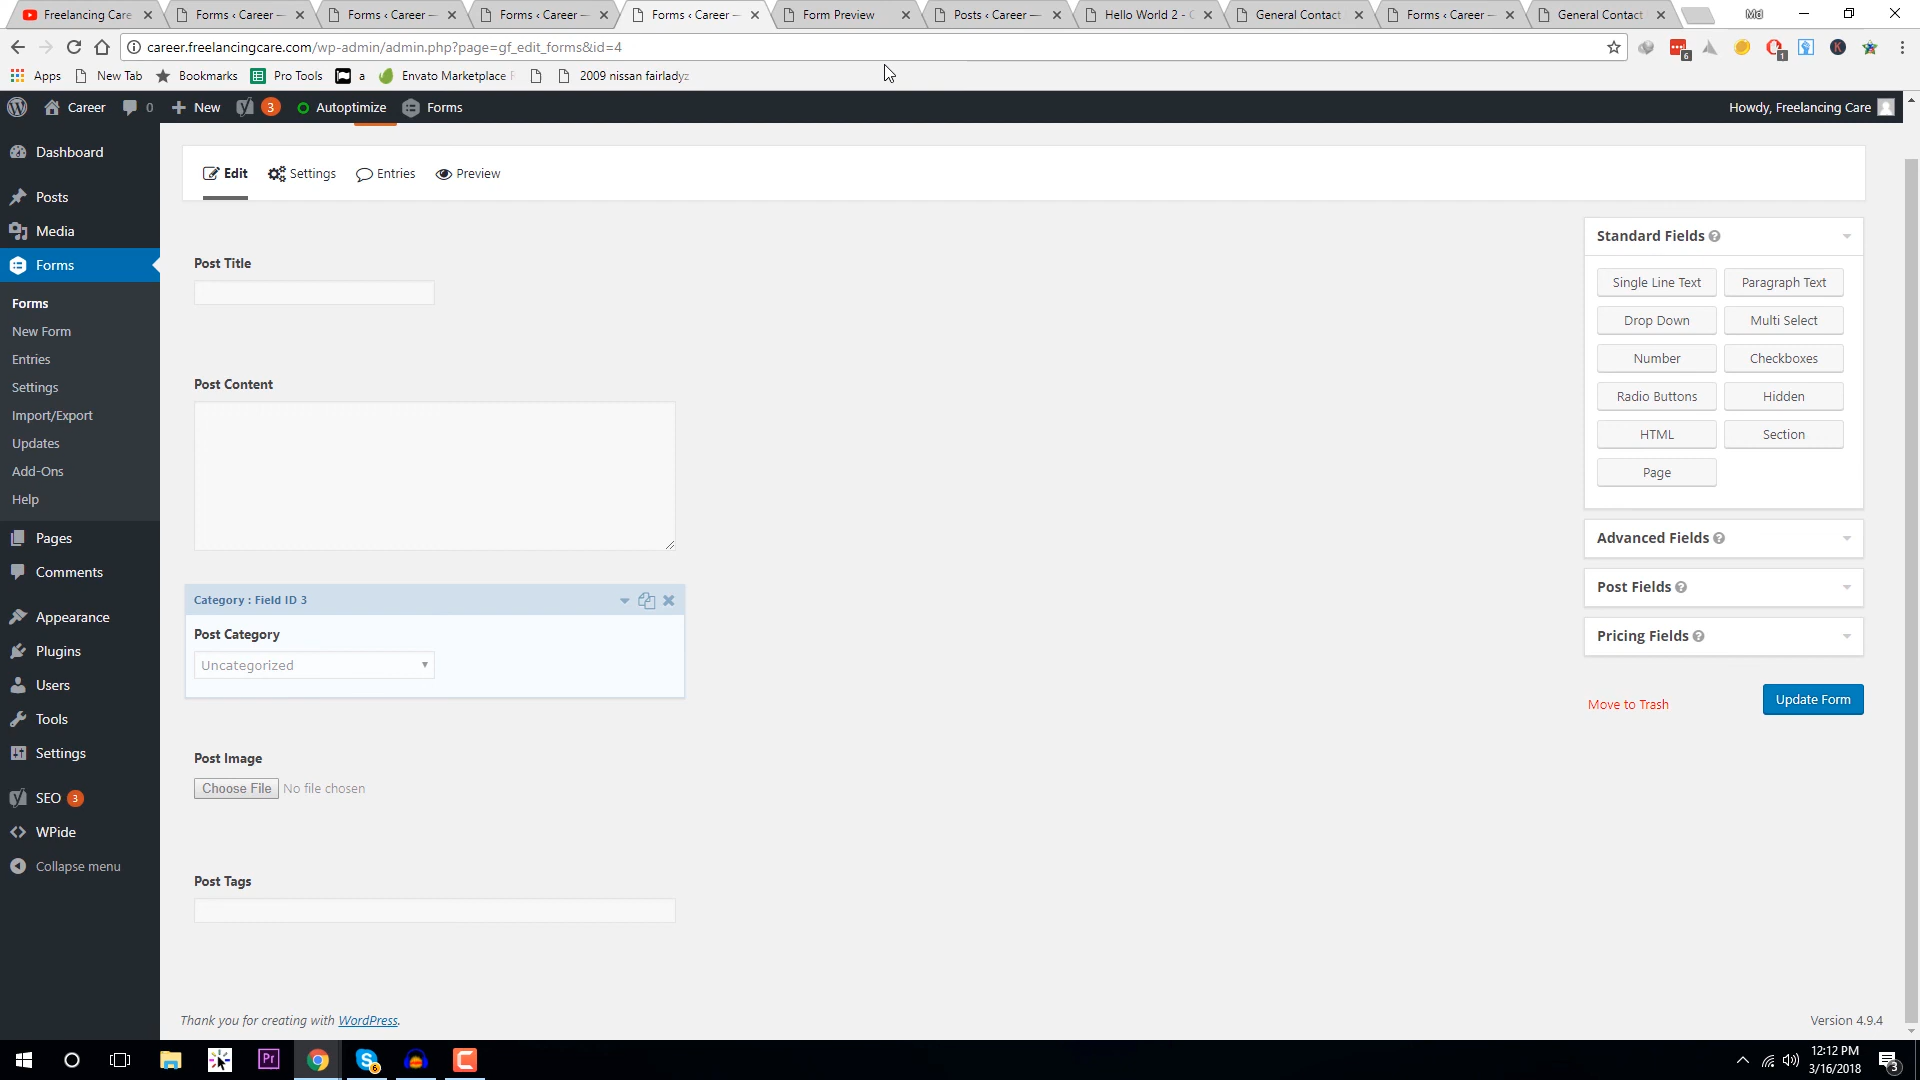 Freelancing Care
Forms ‹ Career —
Forms ‹ Career —
Forms ‹ Career —
Forms ‹ Career —
Form Preview
Posts ‹ Career —
Hello World 2 -
General Contact
Forms ‹ Career —
General Contact
Md
career.freelancingcare.com/wp-admin/admin.php?page=gf_edit_forms&id=4
6
1
Apps
New Tab
Bookmarks
Pro Tools
a
Envato Marketplace
2009 nissan fairladyz
Career
0
New
3
Autoptimize
Forms
Howdy, Freelancing Care
Dashboard
Posts
Media
Forms
Forms
New Form
Entries
Settings
Import/Export
Updates
Add-Ons
Help
Pages
Comments
Appearance
Plugins
Users
Tools
Settings
SEO 3
WPide
Collapse menu
Edit
Settings
Entries
Preview
Post Title
Post Content
Category : Field ID 3
Post Category
Uncategorized
Post Image
Choose File No file chosen
Post Tags
Standard Fields
Single Line Text
Paragraph Text
Drop Down
Multi Select
Number
Checkboxes
Radio Buttons
Hidden
HTML
Section
Page
Advanced Fields
Post Fields
Pricing Fields
Move to Trash
Update Form
Thank you for creating with WordPress.
Version 4.9.4
Pr
6
12:12 PM
3/16/2018
3